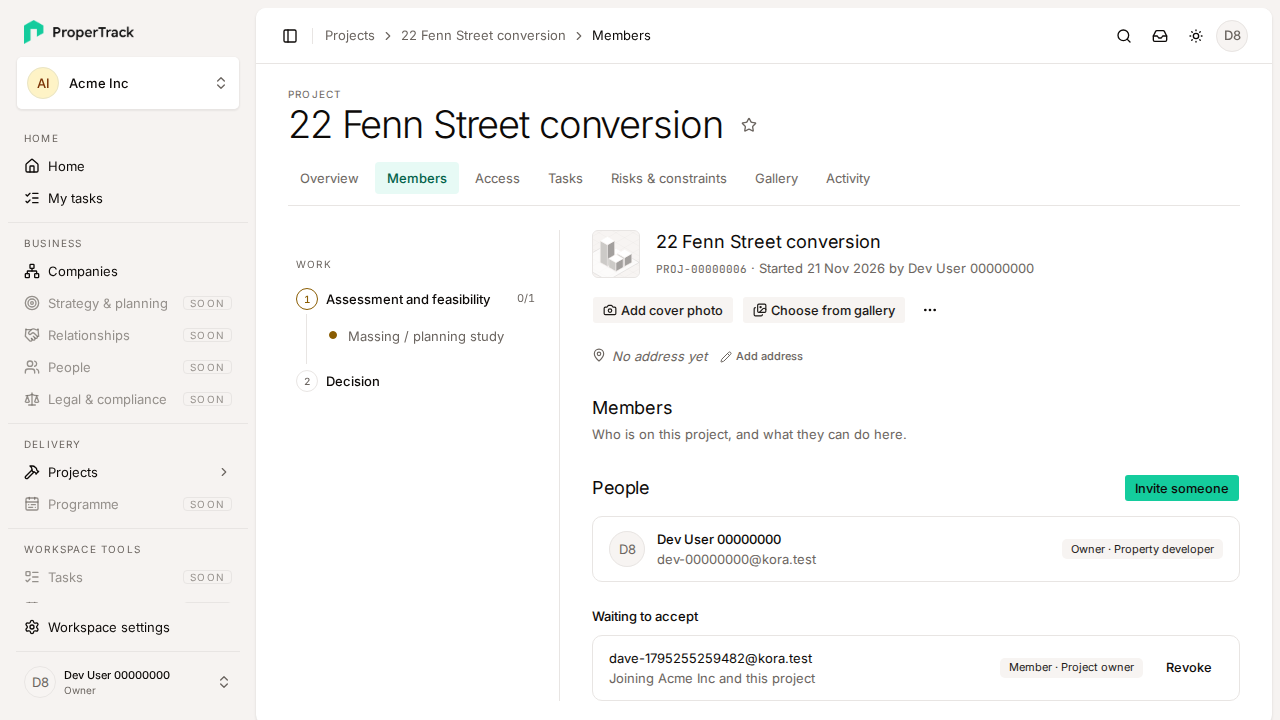 ProperTrack
AI
Acme Inc
HOME
Home
My tasks
BUSINESS
Companies
Strategy & planning SOON
Relationships SOON
People SOON
Legal & compliance SOON
DELIVERY
Projects
Programme SOON
WORKSPACE TOOLS
Tasks SOON
Workspace settings
D8
Dev User 00000000
Owner
Projects > 22 Fenn Street conversion > Members
D8
PROJECT
22 Fenn Street conversion
Overview Members Access Tasks Risks & constraints Gallery Activity
WORK
1 Assessment and feasibility 0/1
Massing / planning study
2 Decision
22 Fenn Street conversion
PROJ-00000006 · Started 21 Nov 2026 by Dev User 00000000
Add cover photo Choose from gallery
No address yet Add address
Members
Who is on this project, and what they can do here.
People Invite someone
D8
Dev User 00000000
dev-00000000@kora.test
Owner · Property developer
Waiting to accept
dave-1795255259482@kora.test
Joining Acme Inc and this project
Member · Project owner Revoke